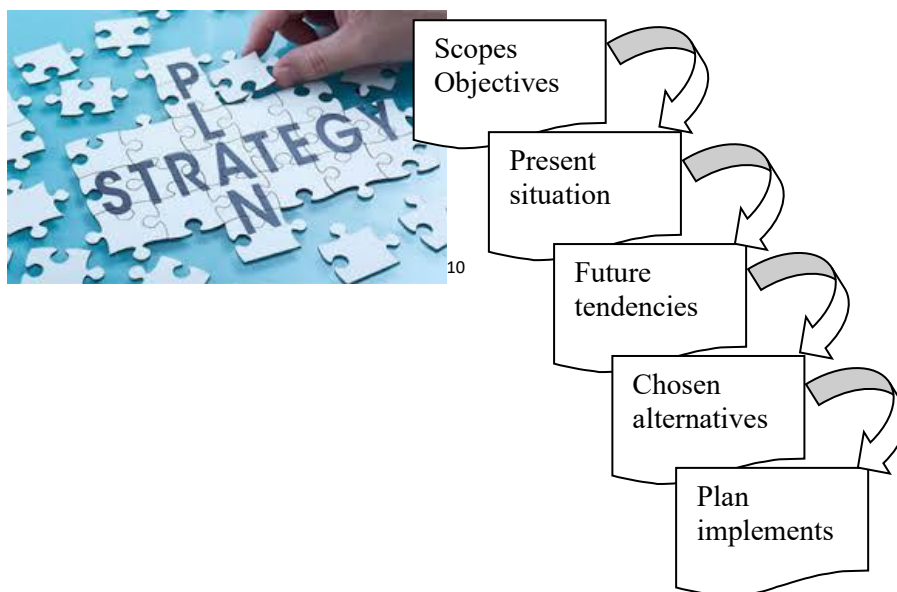 PLAN
STRATEGY
10
Scopes
Objectives
Present
situation
Future
tendencies
Chosen
alternatives
Plan
implements